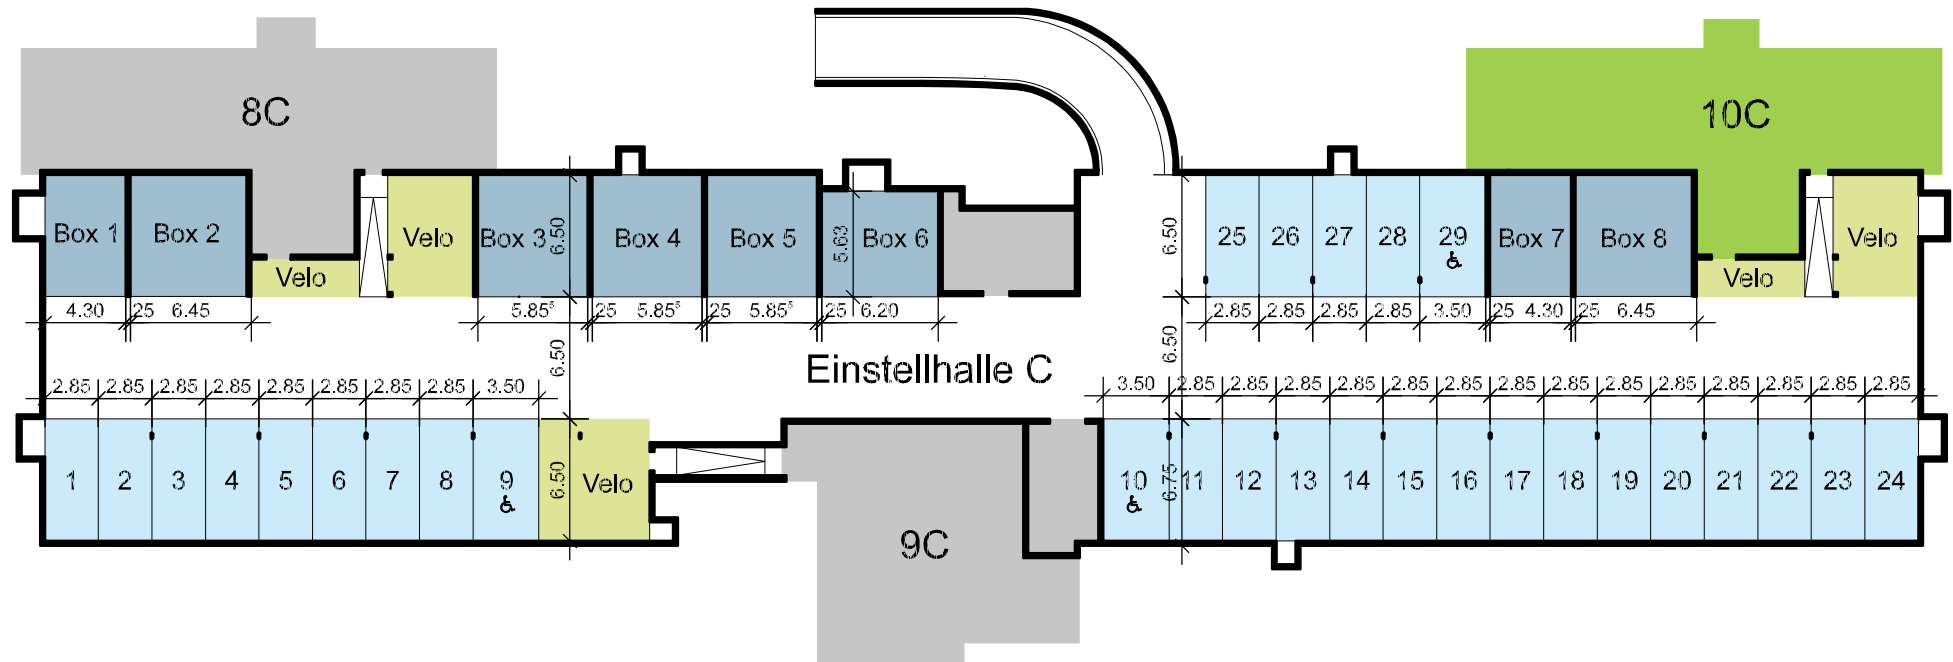 8C
10C
Box 1
Box 2
Velo
Velo
Box 3
6.50
Box 4
Box 5
5.63
Box 6
6.50
25
26
27
28
29
Box 7
Box 8
Velo
Velo
4.30 25 6.45
5.85⁵ 25 5.85⁵ 25 5.85⁵ 25 6.20
2.85 2.85 2.85 2.85 3.50 25 4.30 25 6.45
6.50
Einstellhalle C
6.50
2.85 2.85 2.85 2.85 2.85 2.85 2.85 2.85 3.50
3.50 2.85 2.85 2.85 2.85 2.85 2.85 2.85 2.85 2.85 2.85 2.85 2.85 2.85 2.85
1 2 3 4 5 6 7 8 9
6.50
Velo
10
6.75
11 12 13 14 15 16 17 18 19 20 21 22 23 24
9C